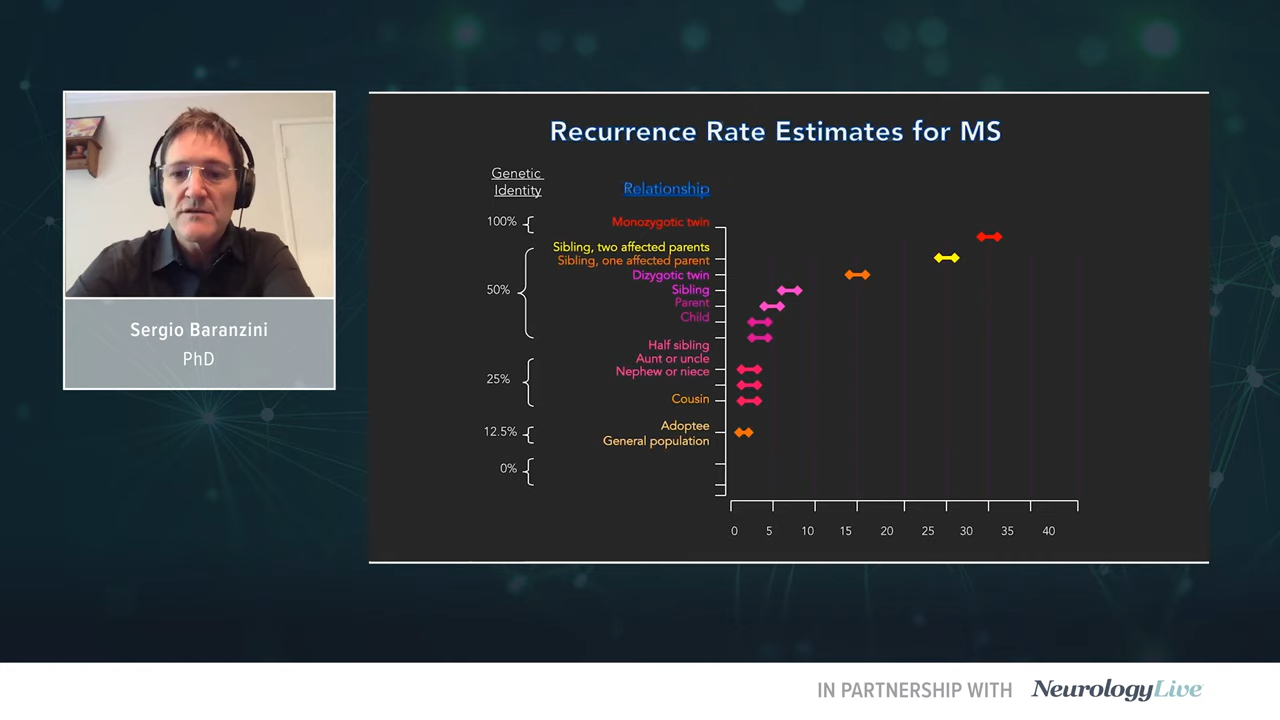 Recurrence Rate Estimates for MS
Genetic
Identity
Relationship
100%
Monozygotic twin
Sibling, two affected parents
Sibling, one affected parent
Dizygotic twin
50%
Sibling
Parent
Child
Half sibling
Aunt or uncle
25%
Nephew or niece
Cousin
12.5%
Adoptee
General population
0%
0 5 10 15 20 25 30 35 40
Sergio Baranzini
PhD
IN PARTNERSHIP WITH NeurologyLive